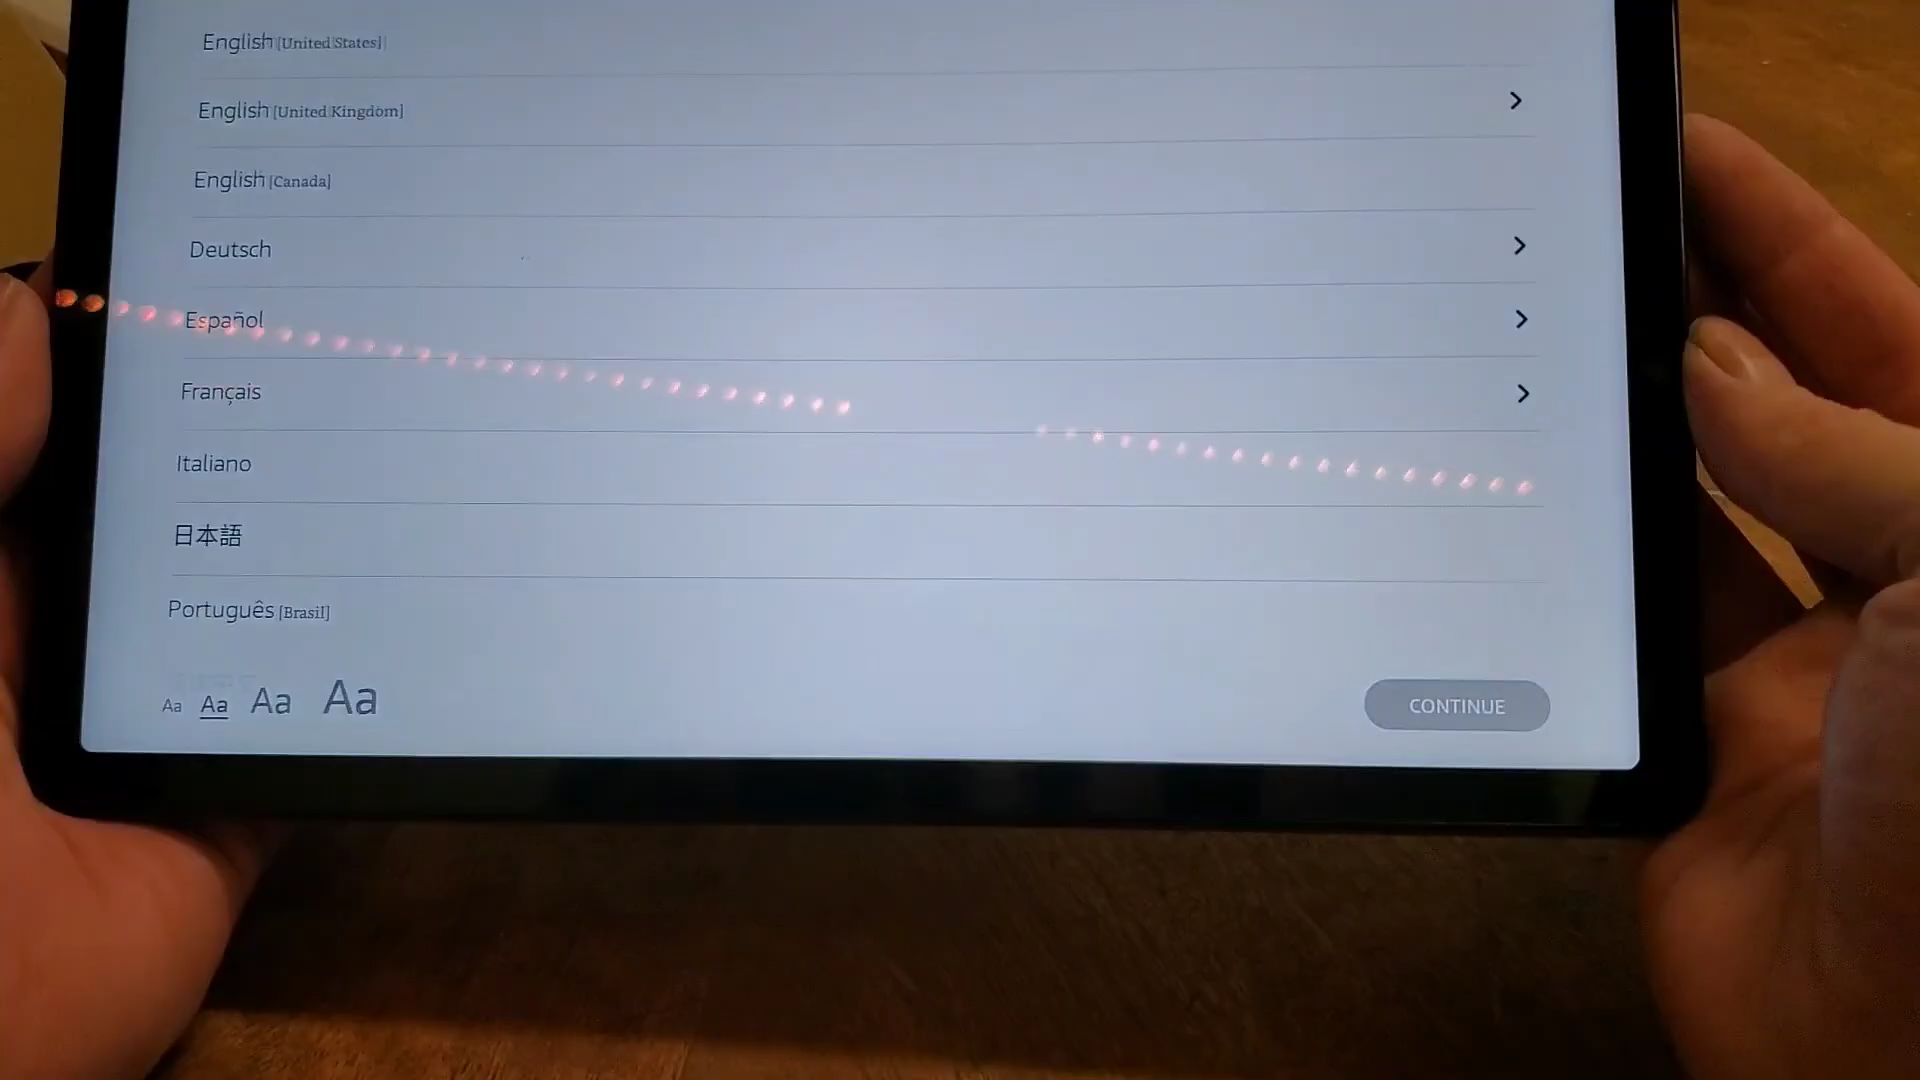 English [United States]
English [United Kingdom]
English [Canada]
Deutsch
Español
Français
Italiano
日本語
Português [Brasil]
Aa Aa Aa Aa
CONTINUE